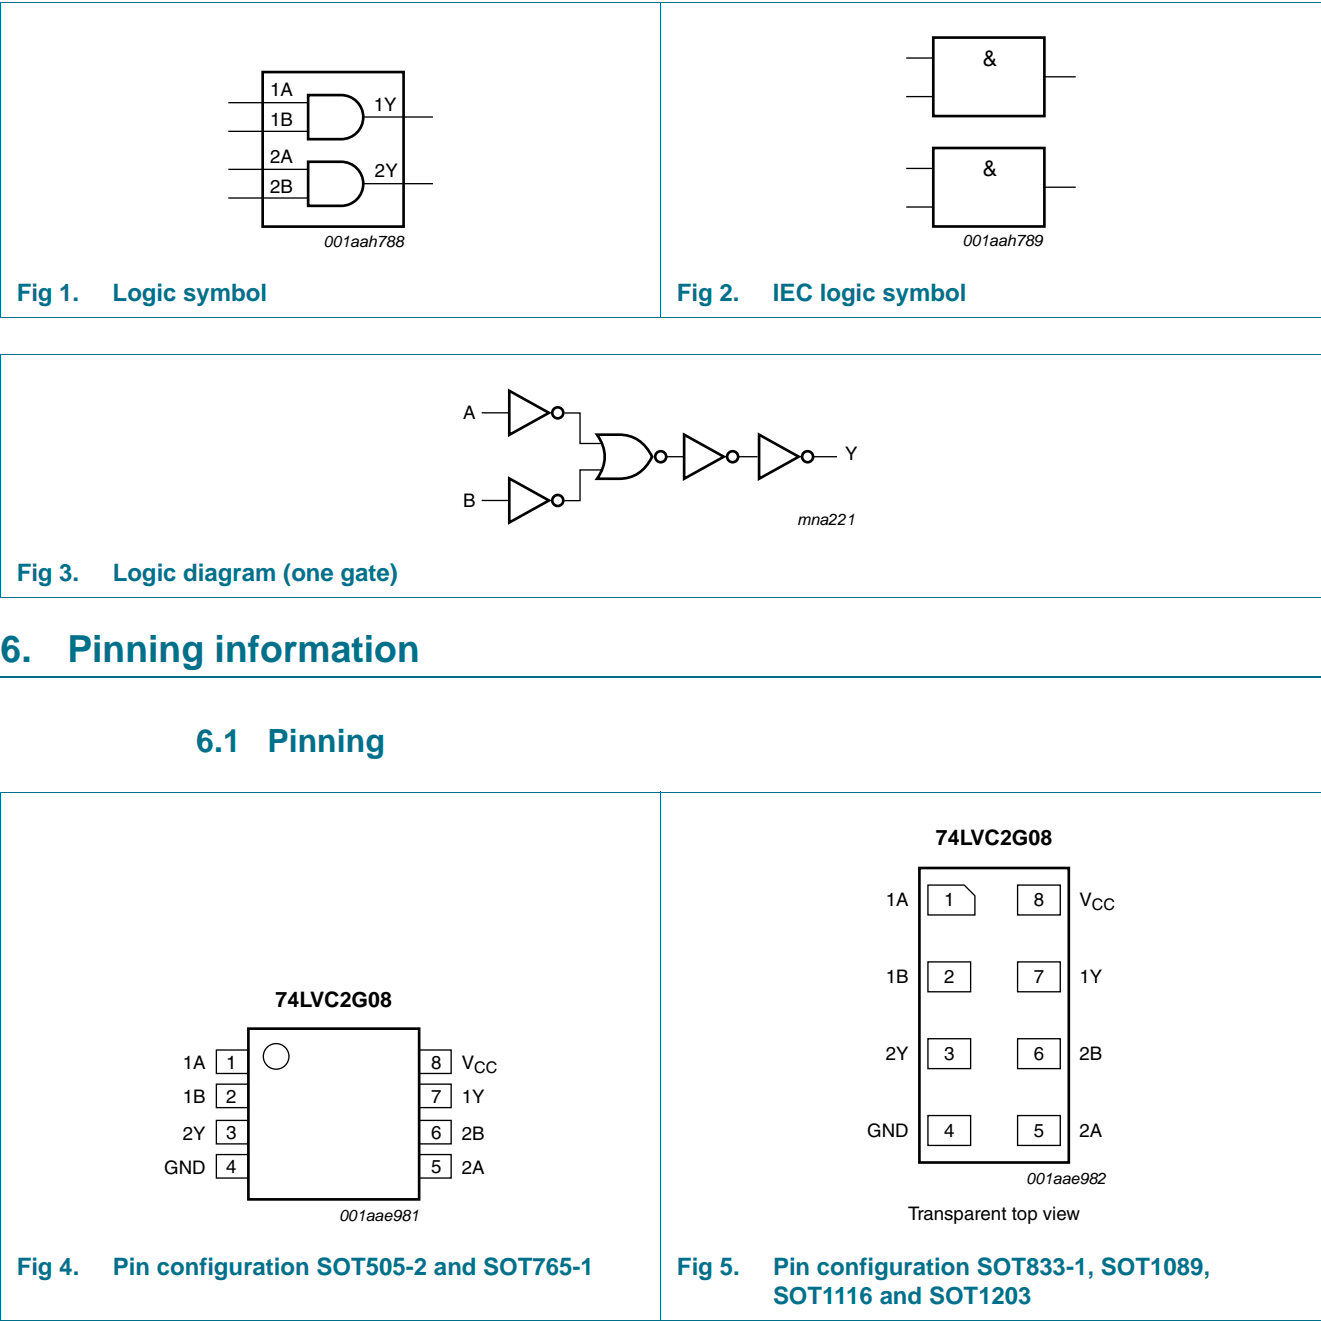 1A
1B
1Y
2A
2B
2Y
001aah788
Fig 1. Logic symbol
&
&
001aah789
Fig 2. IEC logic symbol
A
B
Y
mna221
Fig 3. Logic diagram (one gate)
6. Pinning information
6.1 Pinning
74LVC2G08
1A 1 8 VCC
1B 2 7 1Y
2Y 3 6 2B
GND 4 5 2A
001aae981
Fig 4. Pin configuration SOT505-2 and SOT765-1
74LVC2G08
1A 1 8 VCC
1B 2 7 1Y
2Y 3 6 2B
GND 4 5 2A
001aae982
Transparent top view
Fig 5. Pin configuration SOT833-1, SOT1089,
SOT1116 and SOT1203